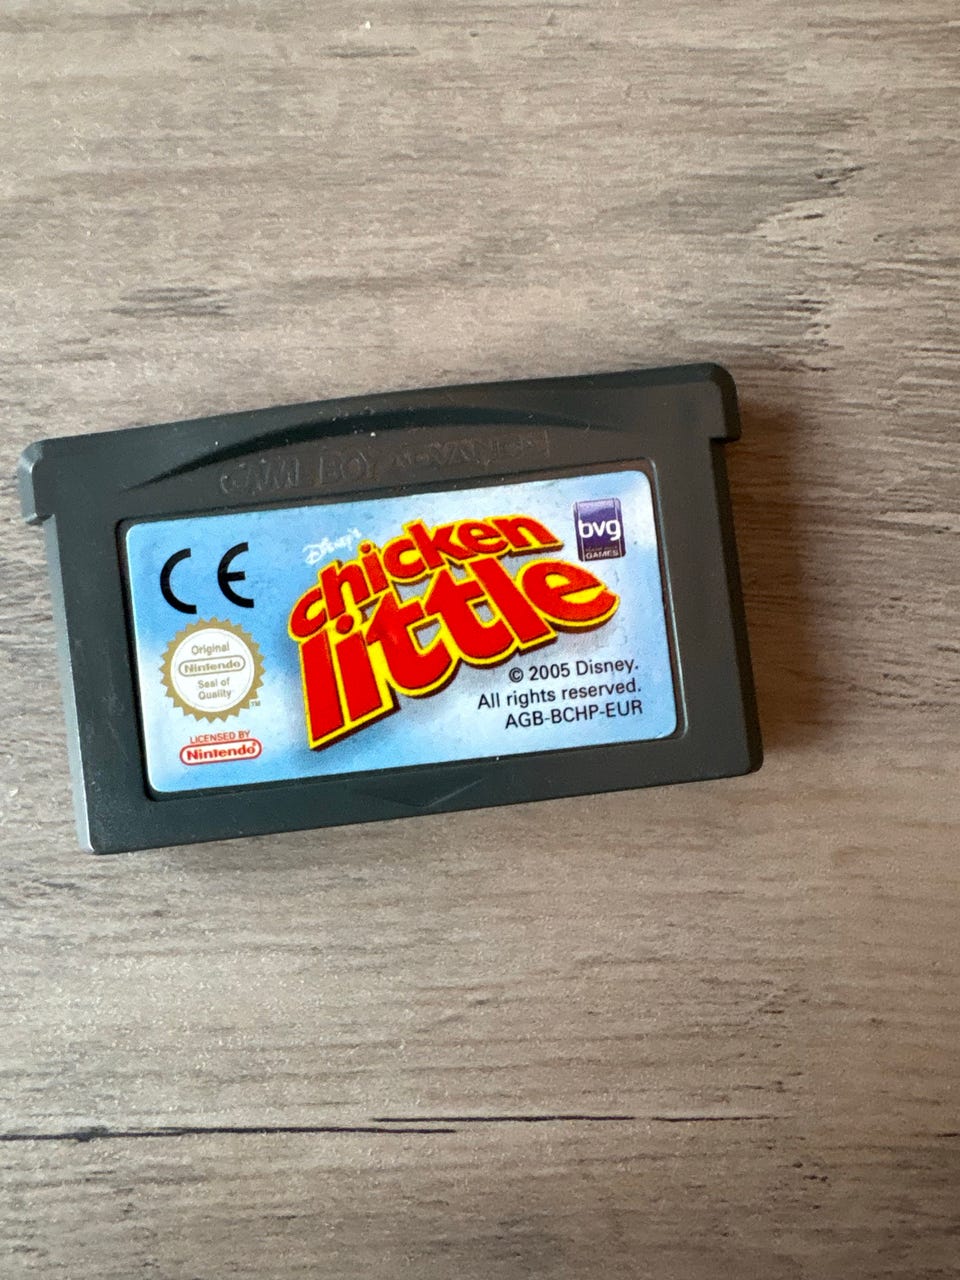 GAME BOY ADVANCE
CE
Disney's
chicken
little
bvg
GAMES
Original
Nintendo
Seal of
Quality
TM
LICENSED BY
Nintendo
© 2005 Disney.
All rights reserved.
AGB-BCHP-EUR